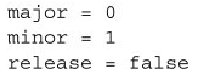 major = 0
minor = 1
release = false